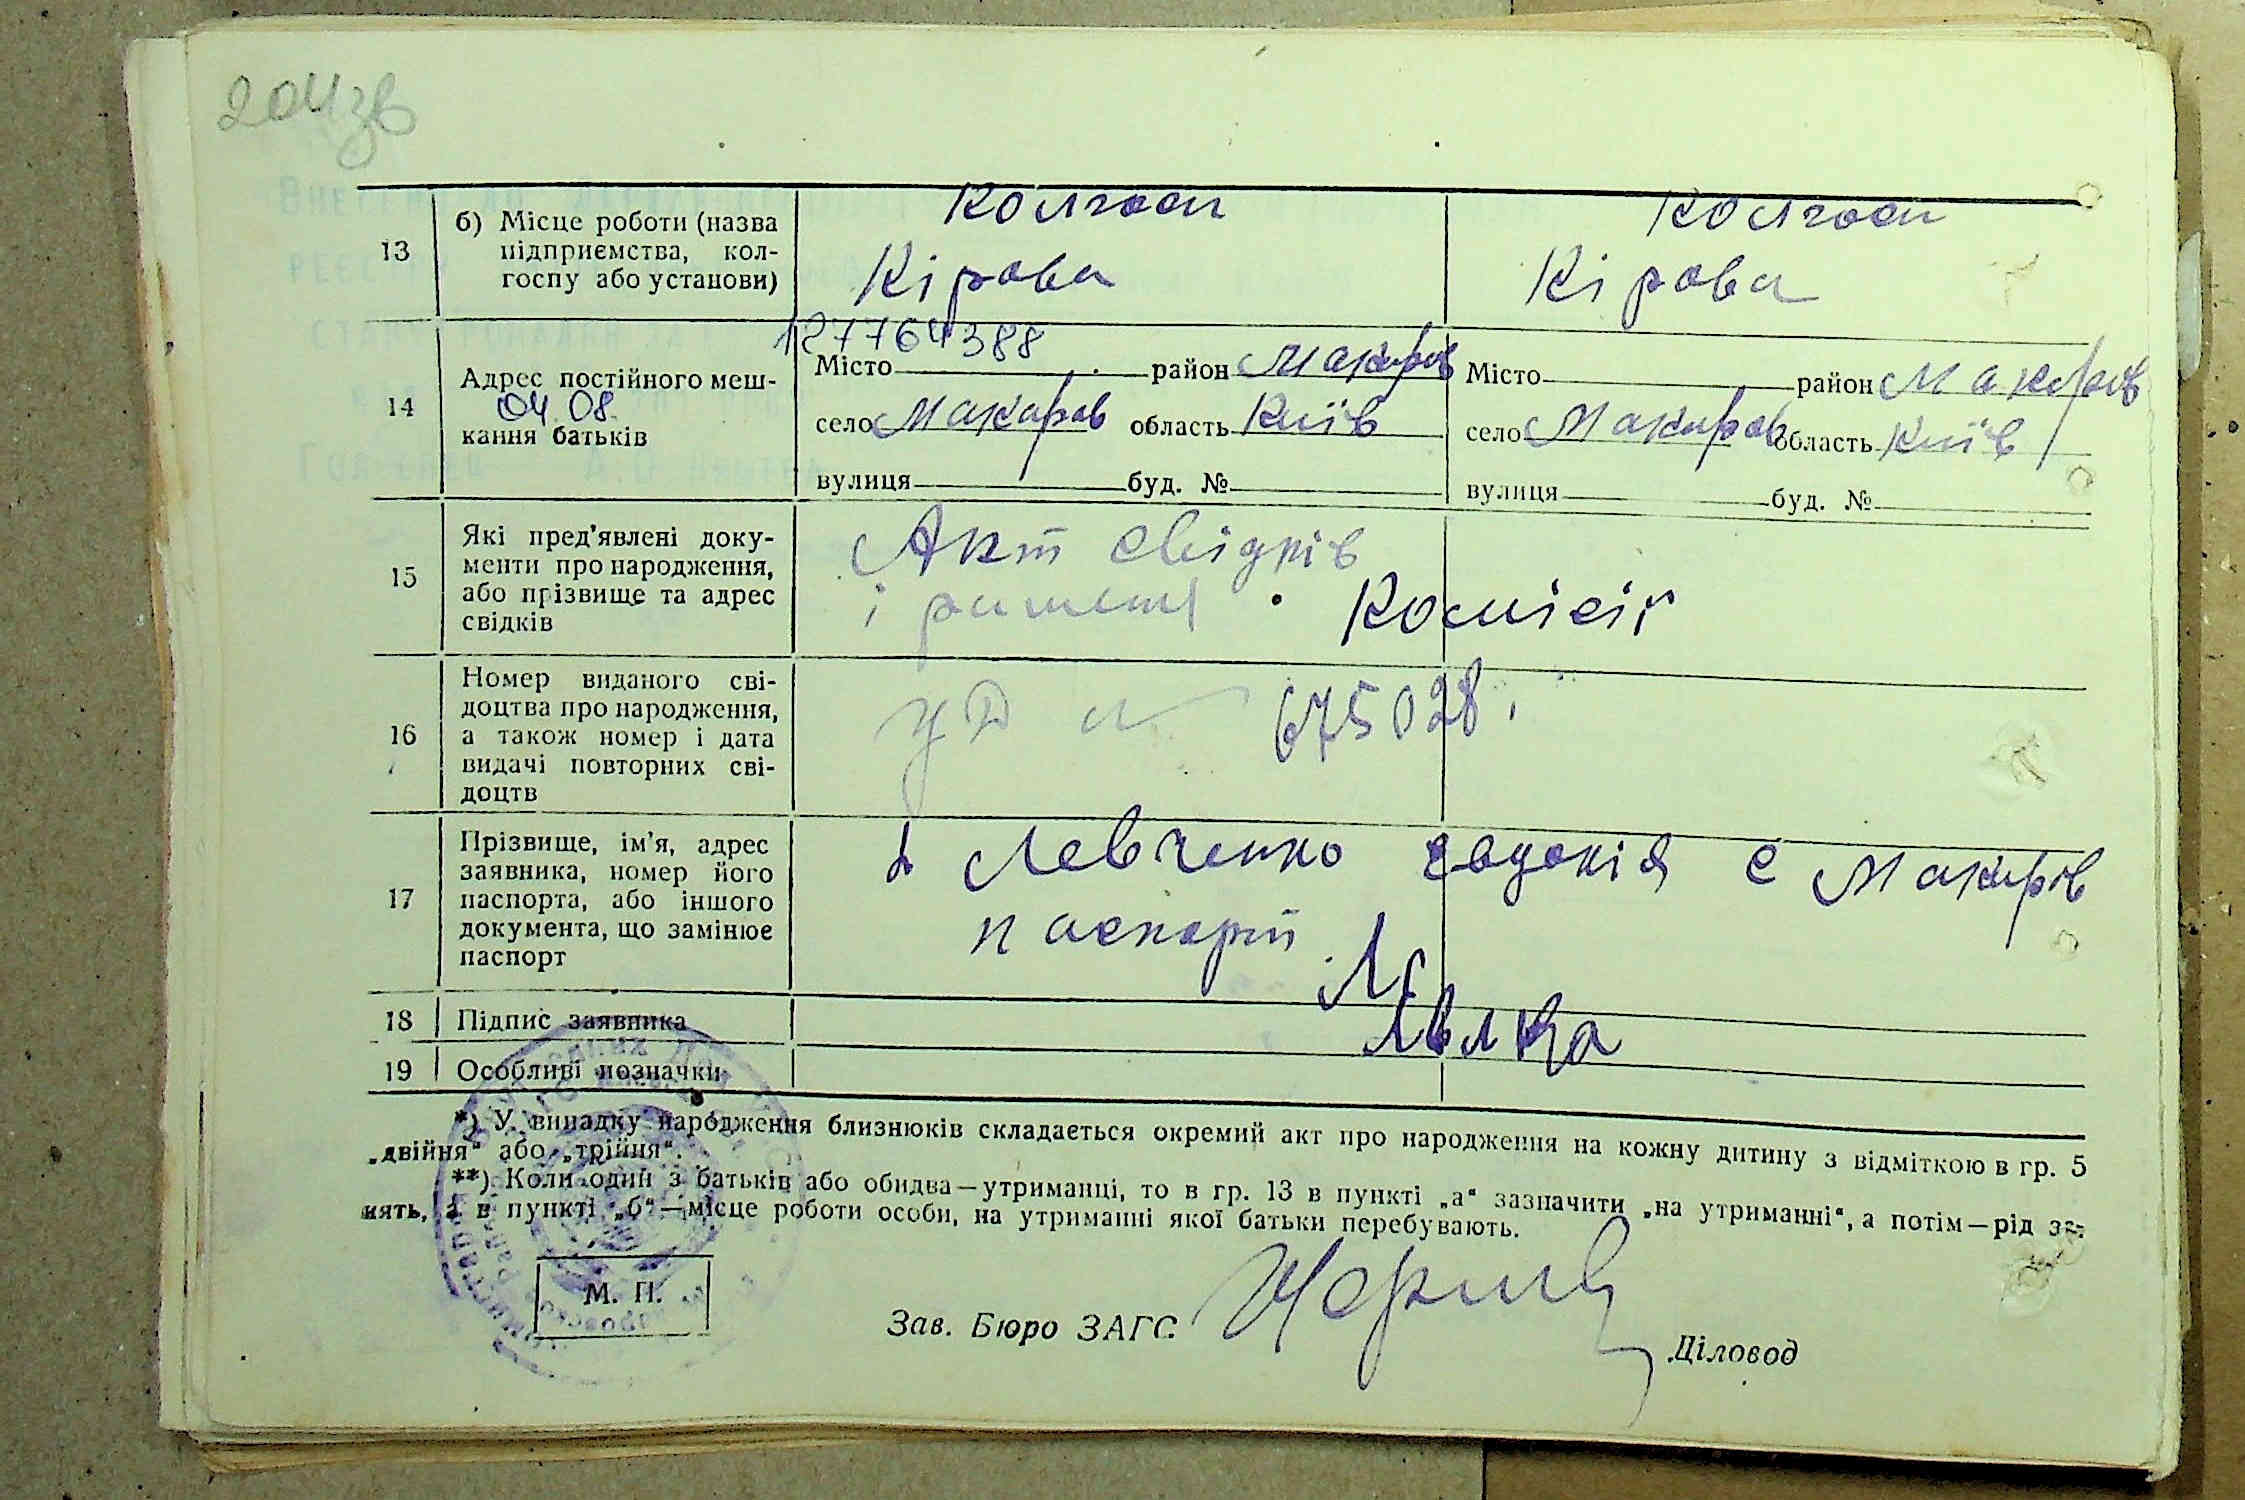 204зв
13
б) Місце роботи (назва
підприємства, кол-
госпу або установи)
Колгосп
Кірова
Колгосп
Кірова
14
Адрес постійного меш-
04.08.
кання батьків
127764388
Місто район Макарів
село Макарів область Київ
вулиця буд. №
Місто район Макарів
село Макарів область Київ
вулиця буд. №
15
Які пред'явлені доку-
менти про народження,
або прізвище та адрес
свідків
Акт свідків
і комісії
16
Номер виданого сві-
доцтва про народження,
а також номер і дата
видачі повторних сві-
доцтв
675028.
17
Прізвище, ім'я, адрес
заявника, номер його
паспорта, або іншого
документа, що замінює
паспорт
Левченко Євдокія с Макарів
паспорт
18
Підпис заявника
19
Особливі позначки
*) У випадку народження близнюків складається окремий акт про народження на кожну дитину з відміткою в гр. 5
„двійня“ або „трійня“.
**) Коли один з батьків або обидва—утриманці, то в гр. 13 в пункті „а“ зазначити „на утриманні“, а потім—рід за-
нять, а в пункті „б“—місце роботи особи, на утриманні якої батьки перебувають.
М. П.
Зав. Бюро ЗАГС
Діловод